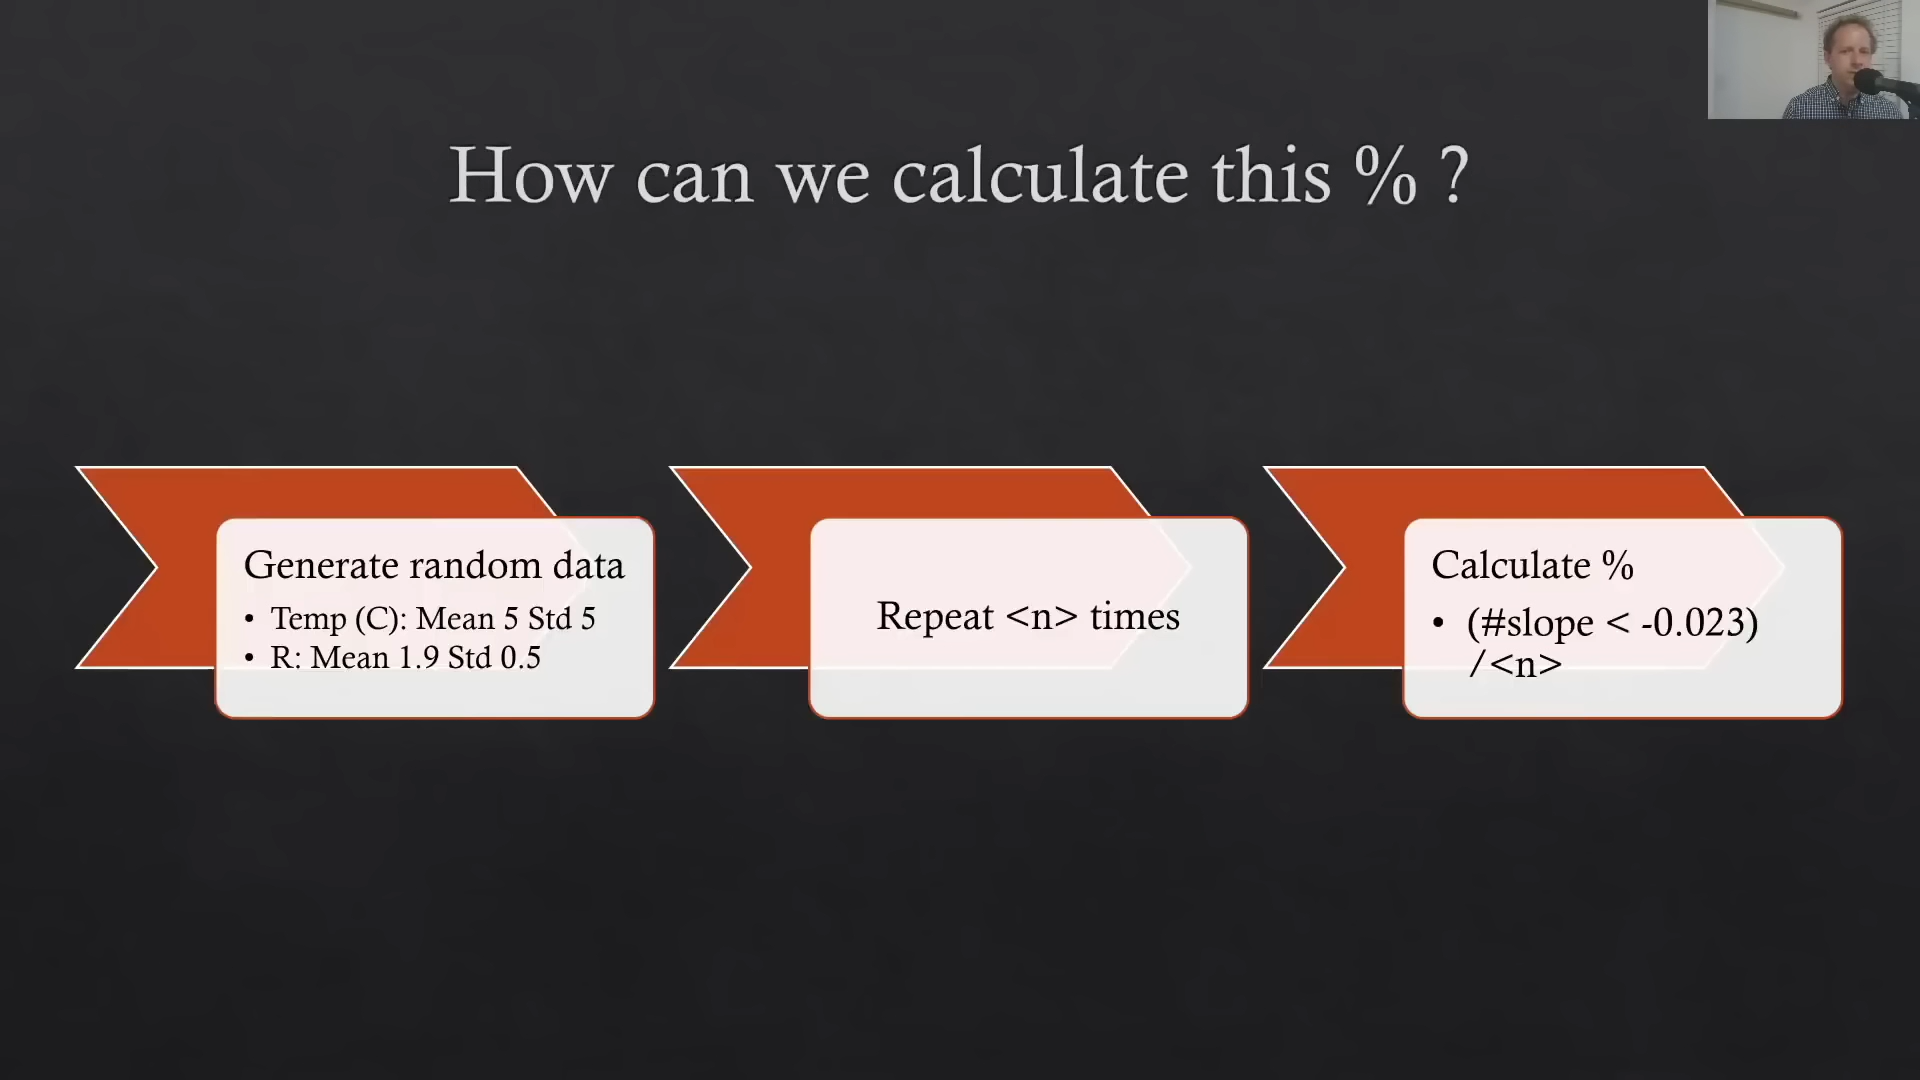 How can we calculate this % ?
Generate random data
• Temp (C): Mean 5 Std 5
• R: Mean 1.9 Std 0.5
Repeat <n> times
Calculate %
• (#slope < -0.023)
/<n>